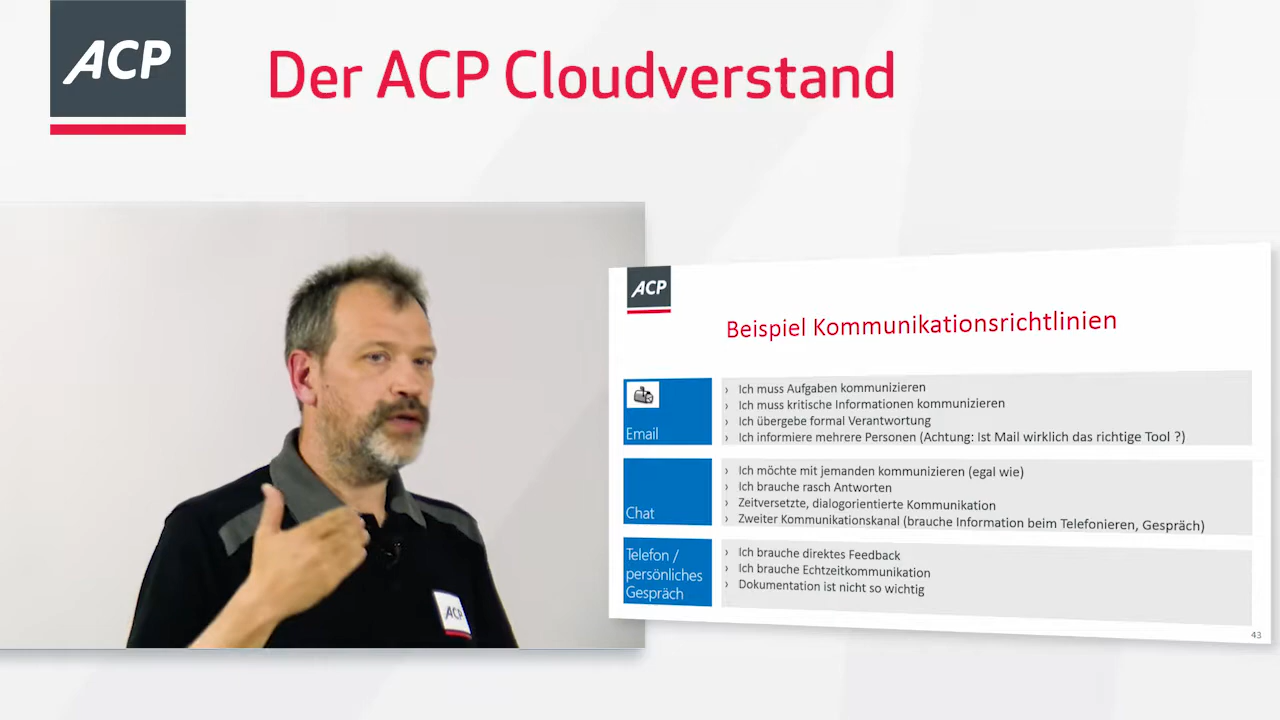 ACP
Der ACP Cloudverstand
ACP
ACP
Beispiel Kommunikationsrichtlinien
Email
› Ich muss Aufgaben kommunizieren
› Ich muss kritische Informationen kommunizieren
› Ich übergebe formal Verantwortung
› Ich informiere mehrere Personen (Achtung: Ist Mail wirklich das richtige Tool ?)
Chat
› Ich möchte mit jemanden kommunizieren (egal wie)
› Ich brauche rasch Antworten
› Zeitversetzte, dialogorientierte Kommunikation
› Zweiter Kommunikationskanal (brauche Information beim Telefonieren, Gespräch)
Telefon /
persönliches
Gespräch
› Ich brauche direktes Feedback
› Ich brauche Echtzeitkommunikation
› Dokumentation ist nicht so wichtig
43